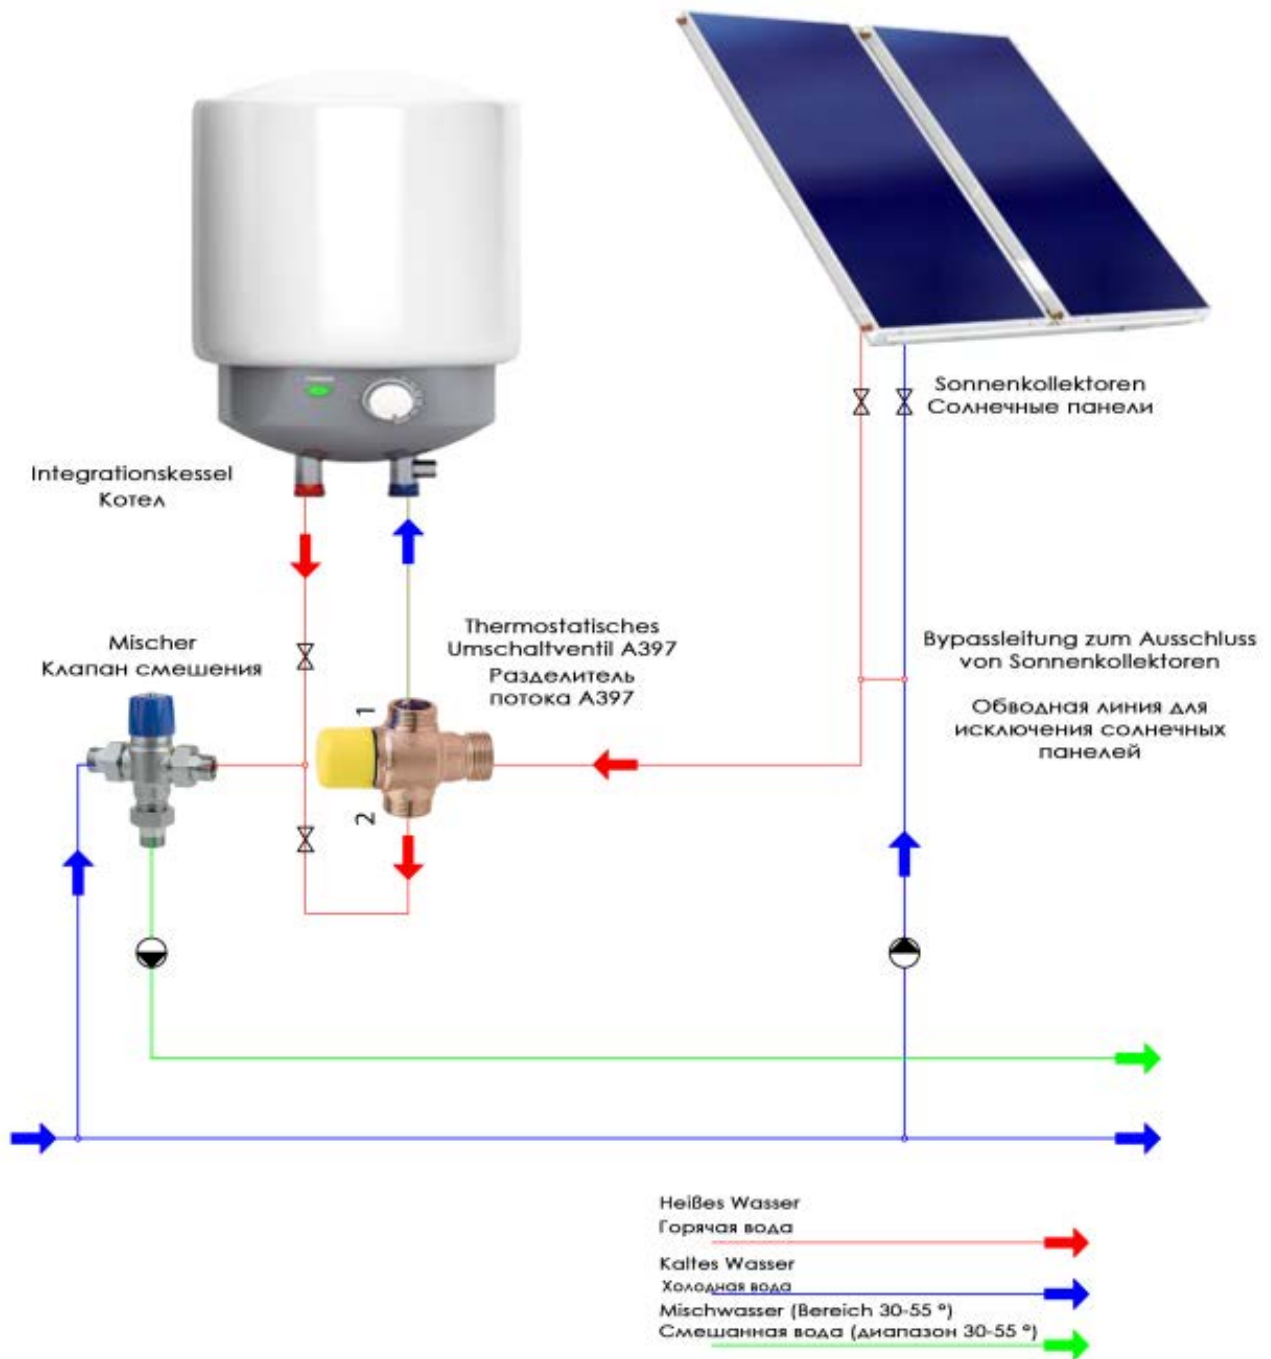 Sonnenkollektoren
Солнечные панели
Integrationskessel
Котел
Thermostatisches
Umschaltventil A397
Разделитель
потока A397
Mischer
Клапан смешения
Bypassleitung zum Ausschluss
von Sonnenkollektoren
Обводная линия для
исключения солнечных
панелей
1
2
Heißes Wasser
Горячая вода
Kaltes Wasser
Холодная вода
Mischwasser (Bereich 30-55 °)
Смешанная вода (диапазон 30-55 °)